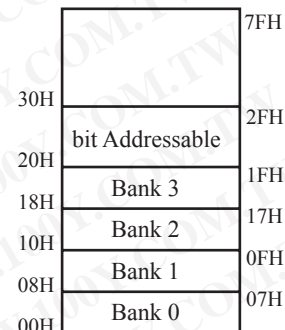 7FH
30H
2FH
bit Addressable
20H
1FH
Bank 3
18H
17H
Bank 2
10H
0FH
Bank 1
08H
07H
Bank 0
00H